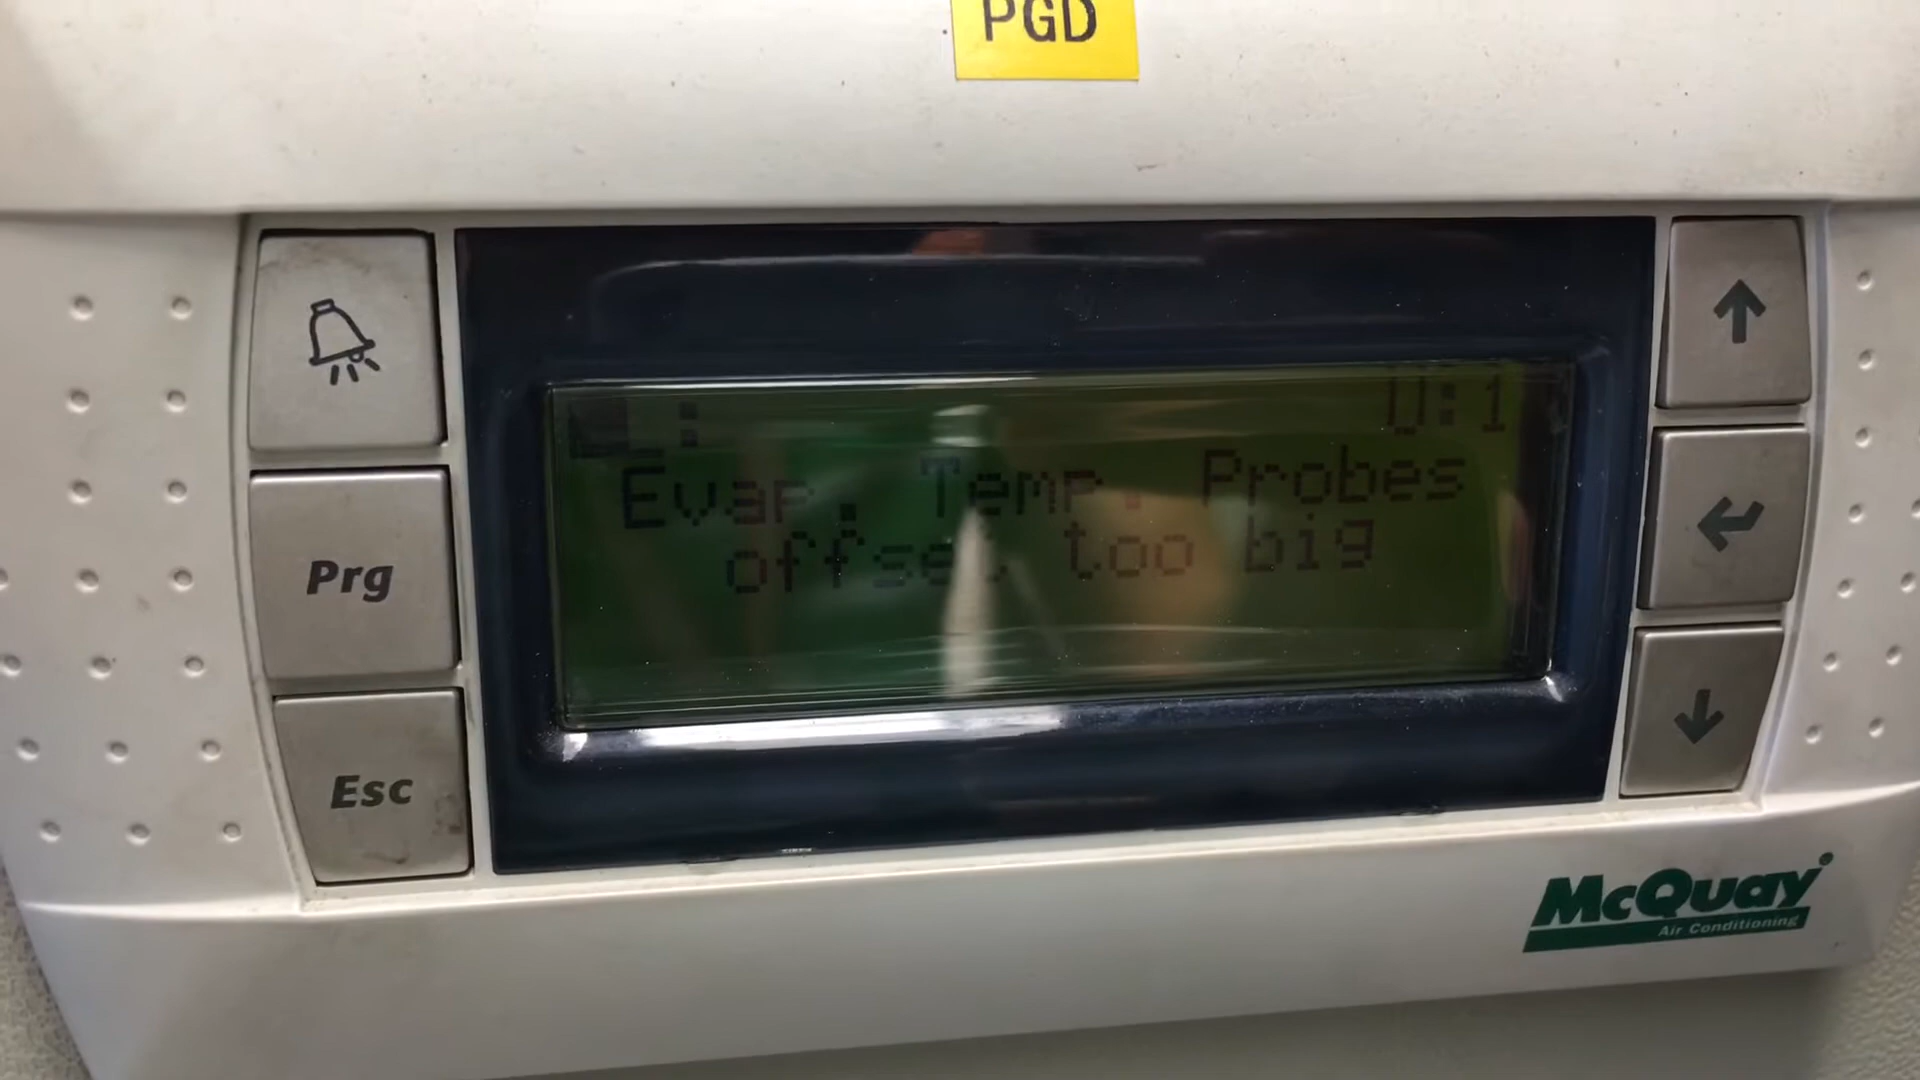 PGD
U:1
Evap. Temp. Probes
offset too big
Prg
Esc
McQuay
Air Conditioning